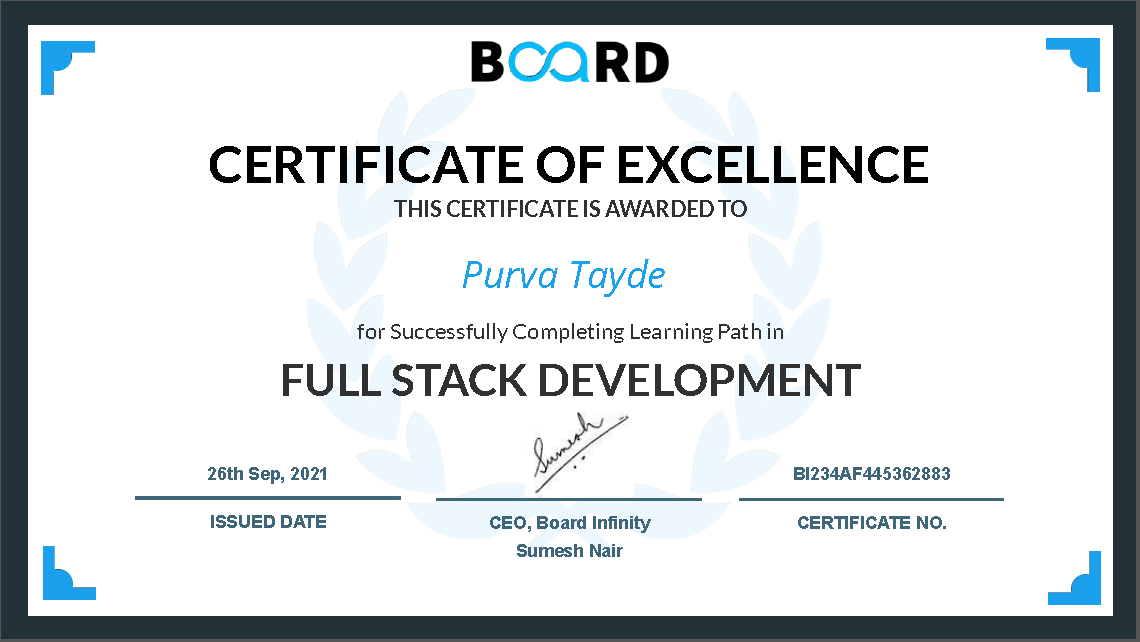 BOARD
CERTIFICATE OF EXCELLENCE
THIS CERTIFICATE IS AWARDED TO
Purva Tayde
for Successfully Completing Learning Path in
FULL STACK DEVELOPMENT
Sumesh
26th Sep, 2021
BI234AF445362883
ISSUED DATE
CEO, Board Infinity
CERTIFICATE NO.
Sumesh Nair